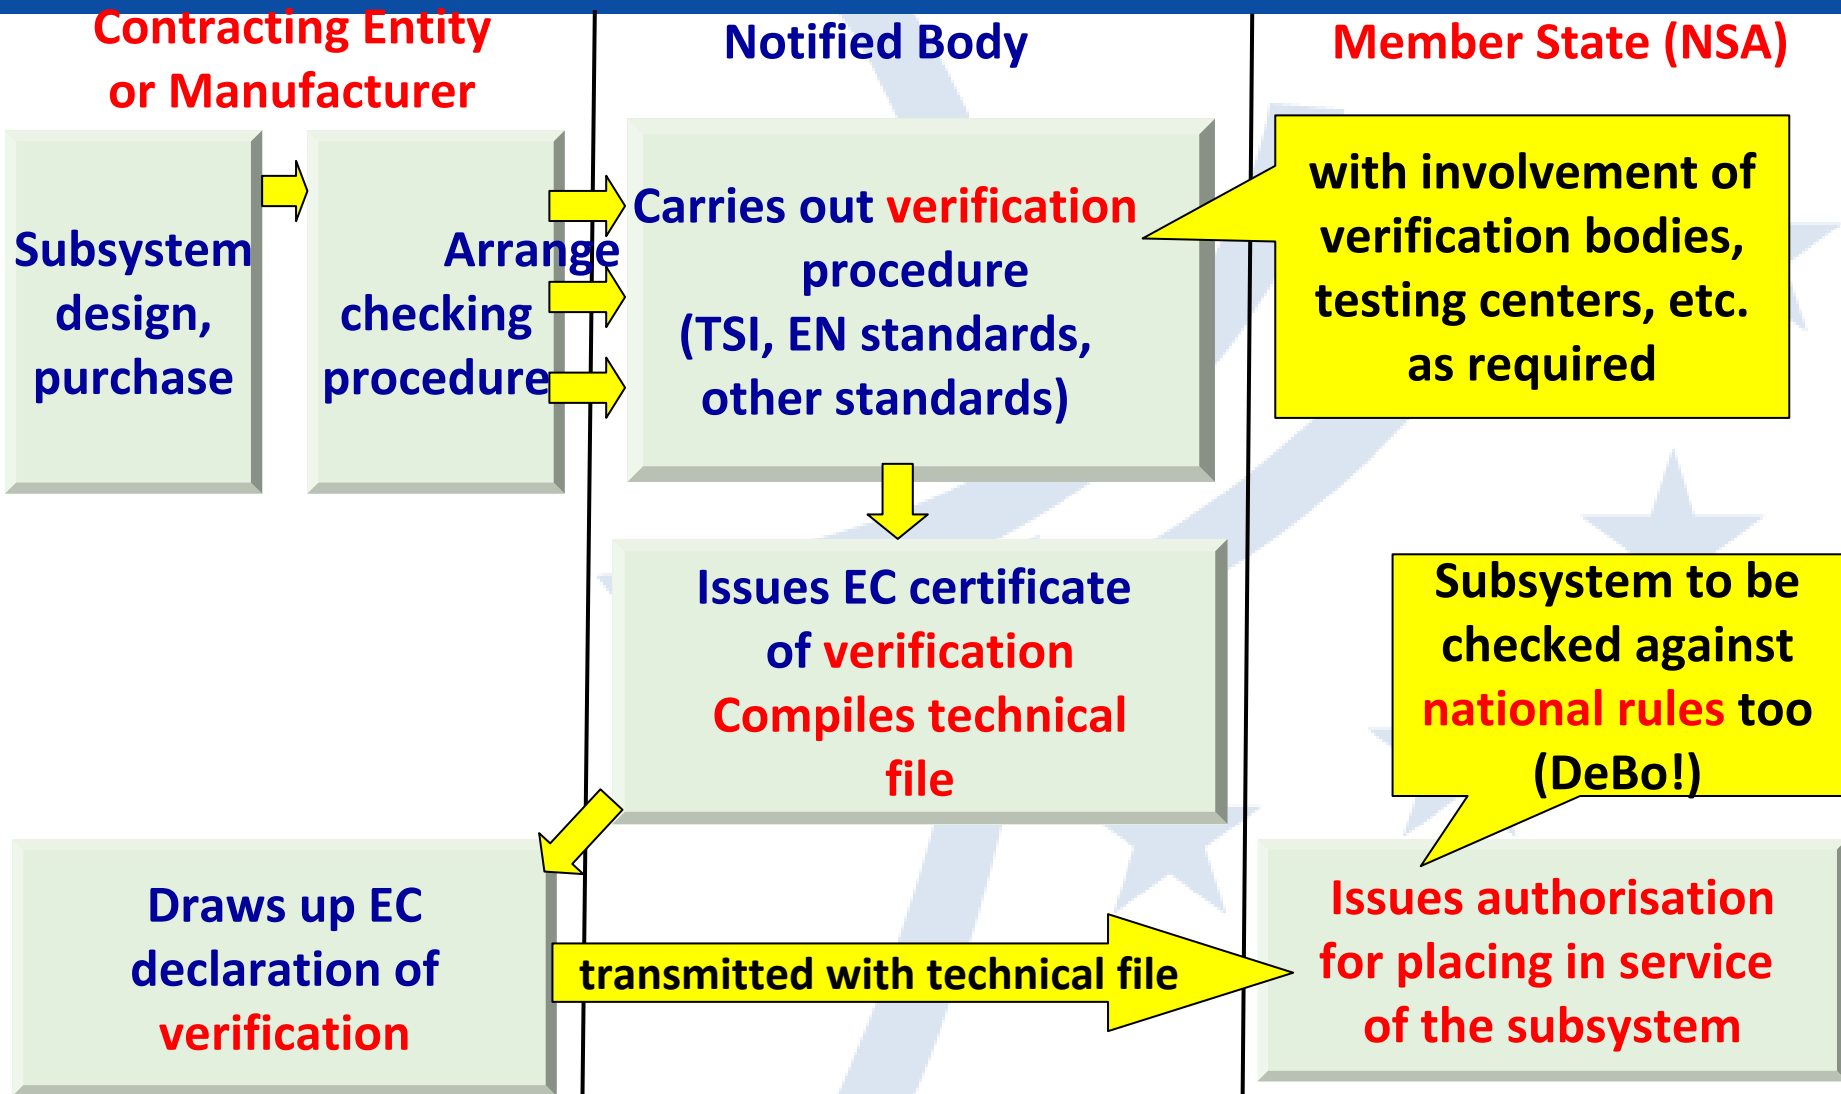 Contracting Entity
or Manufacturer
Notified Body
Member State (NSA)
Subsystem
design,
purchase
Arrange
checking
procedure
Carries out verification
procedure
(TSI, EN standards,
other standards)
with involvement of
verification bodies,
testing centers, etc.
as required
Issues EC certificate
of verification
Compiles technical
file
Subsystem to be
checked against
national rules too
(DeBo!)
Draws up EC
declaration of
verification
transmitted with technical file
Issues authorisation
for placing in service
of the subsystem